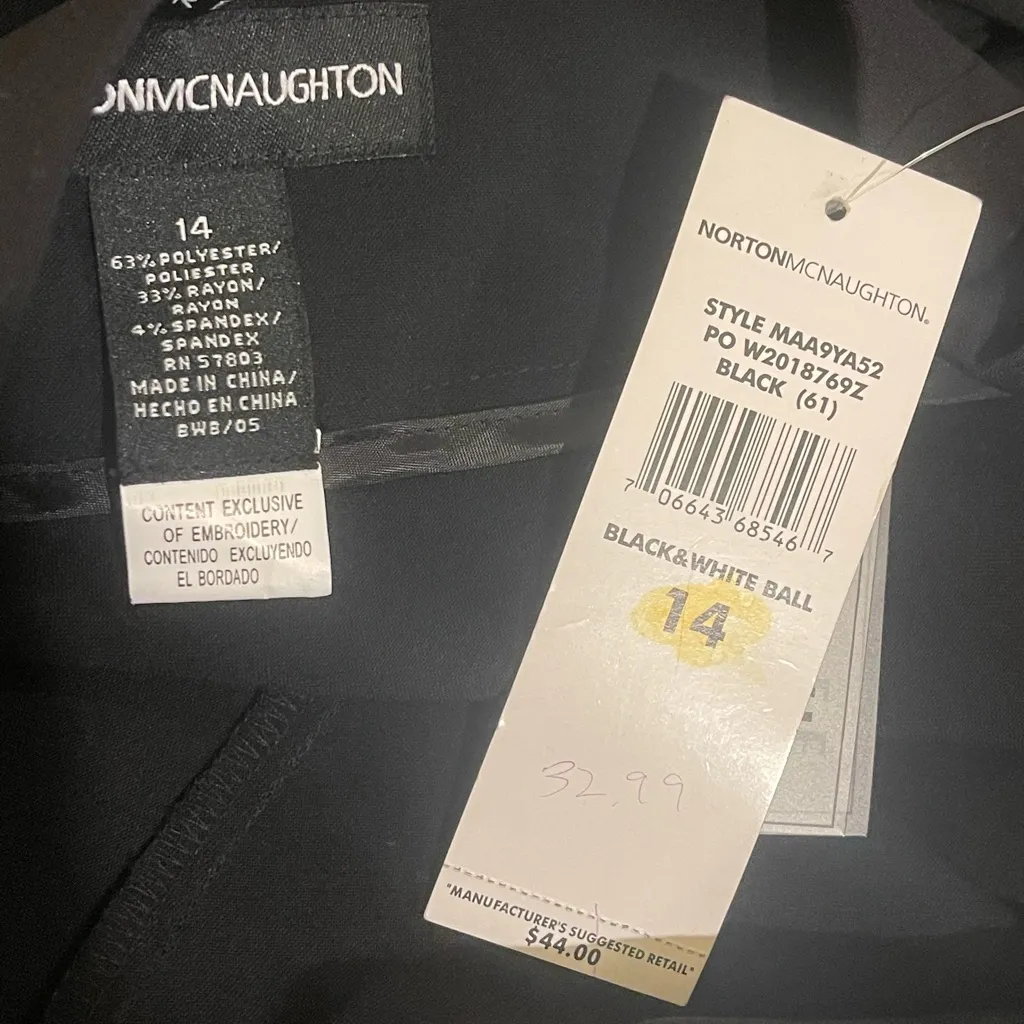 ONMCNAUGHTON
14
63% POLYESTER/
POLIESTER
33% RAYON/
RAYON
4% SPANDEX/
SPANDEX
RN 57803
MADE IN CHINA/
HECHO EN CHINA
BWB/05
CONTENT EXCLUSIVE
OF EMBROIDERY/
CONTENIDO EXCLUYENDO
EL BORDADO
NORTONMCNAUGHTON®
STYLE MAA9YA52
PO W2018769Z
BLACK (61)
7 06643 68546 7
BLACK&WHITE BALL
14
32.99
"MANUFACTURER'S SUGGESTED RETAIL"
$44.00